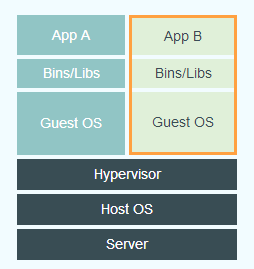 App A
App B
Bins/Libs
Bins/Libs
Guest OS
Guest OS
Hypervisor
Host OS
Server